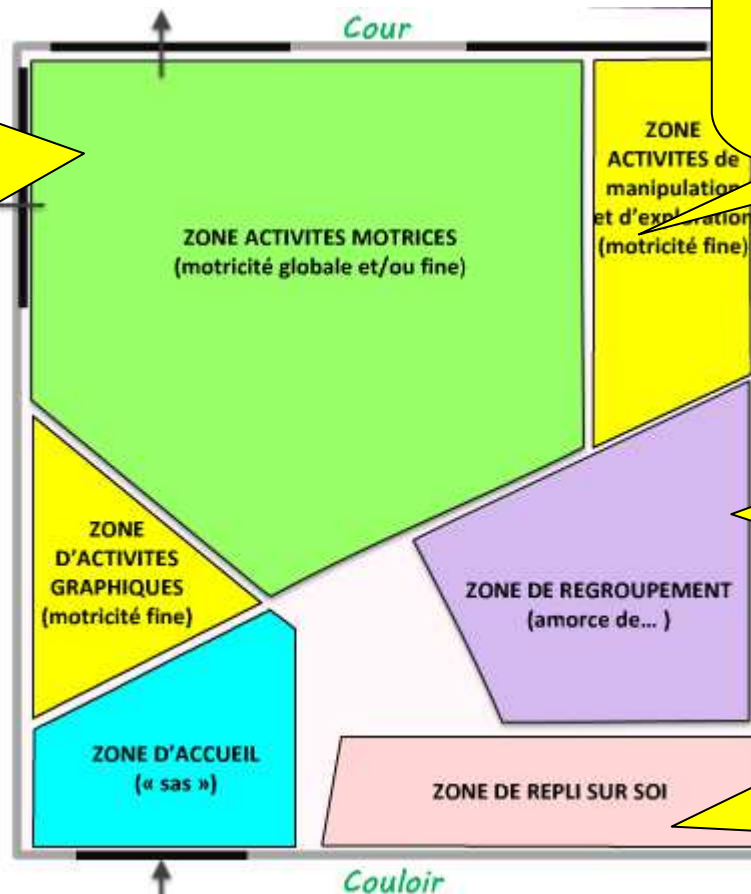 Cour
ZONE
ACTIVITES de
manipulation
et d'exploration
(motricité fine)
ZONE ACTIVITES MOTRICES
(motricité globale et/ou fine)
ZONE
D'ACTIVITES
GRAPHIQUES
(motricité fine)
ZONE DE REGROUPEMENT
(amorce de... )
ZONE D'ACCUEIL
(« sas »)
ZONE DE REPLI SUR SOI
Couloir